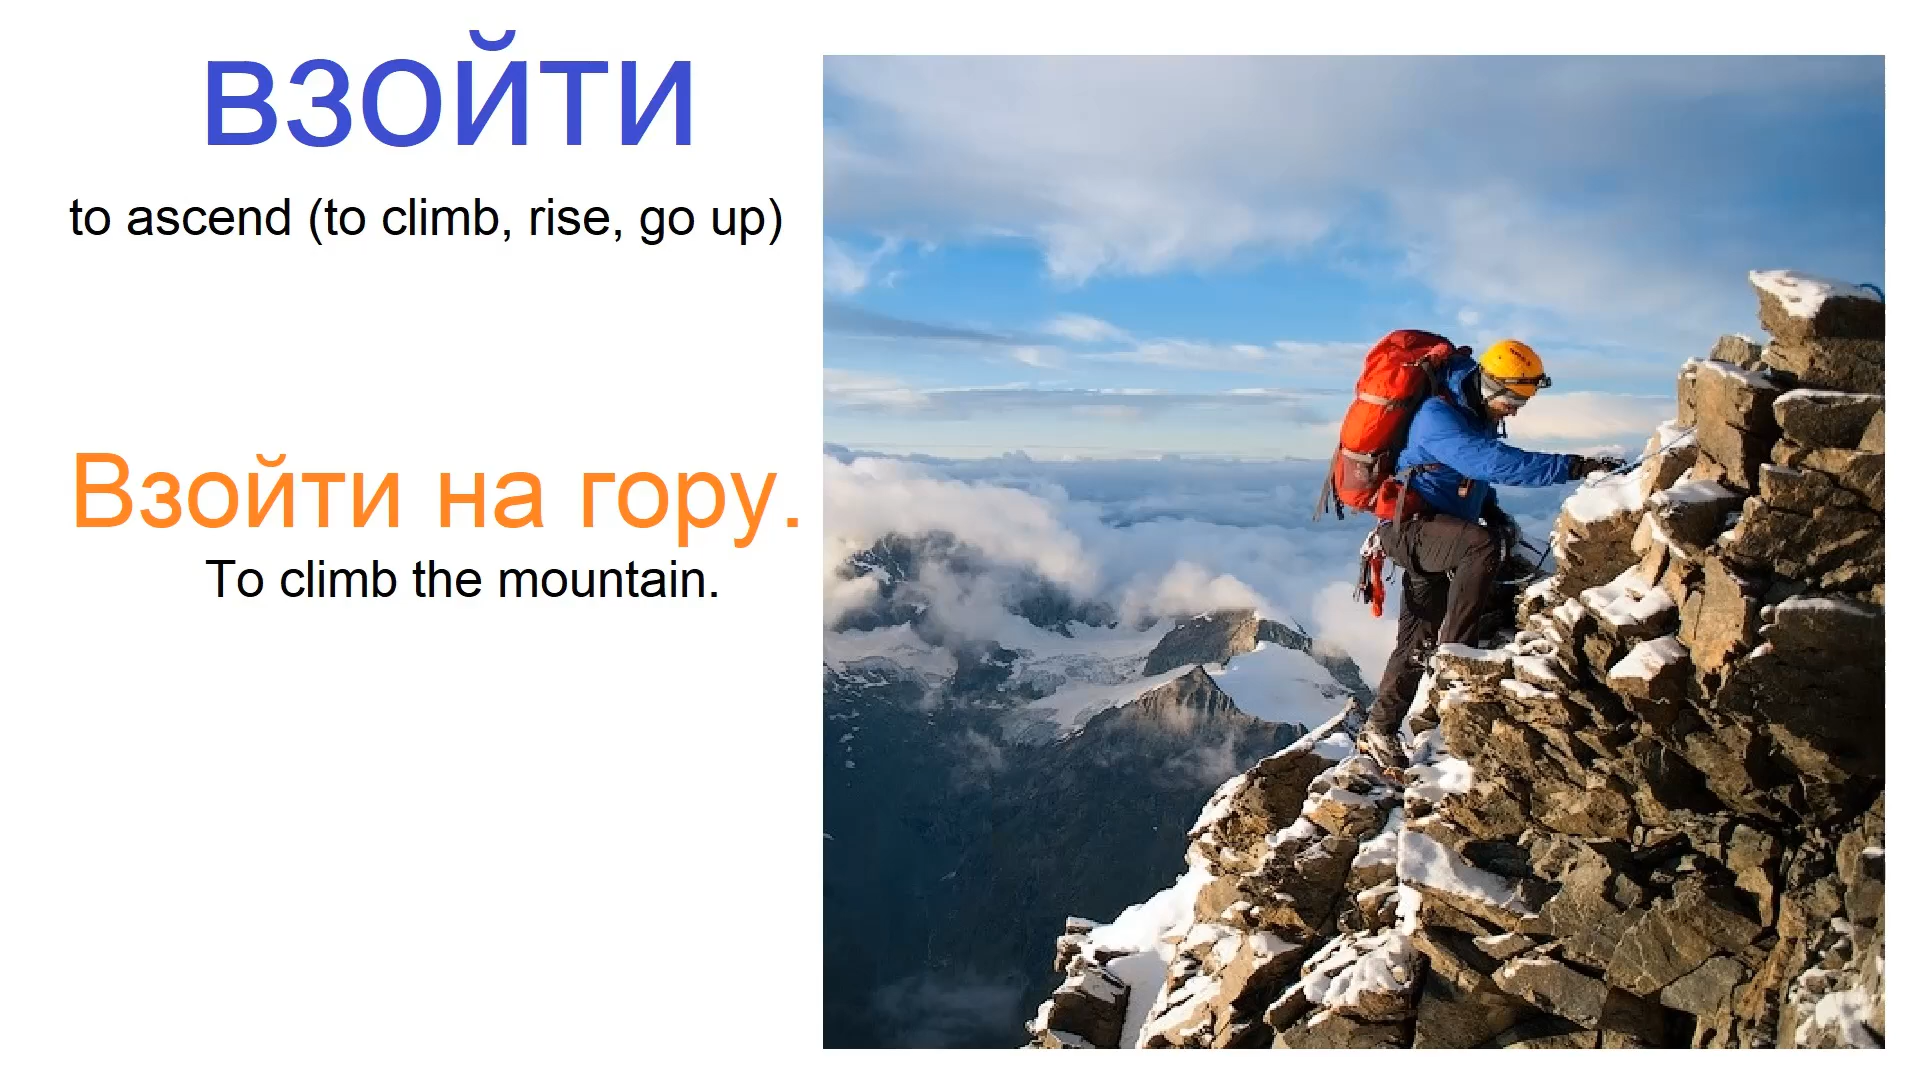 взойти
to ascend (to climb, rise, go up)
Взойти на гору.
To climb the mountain.